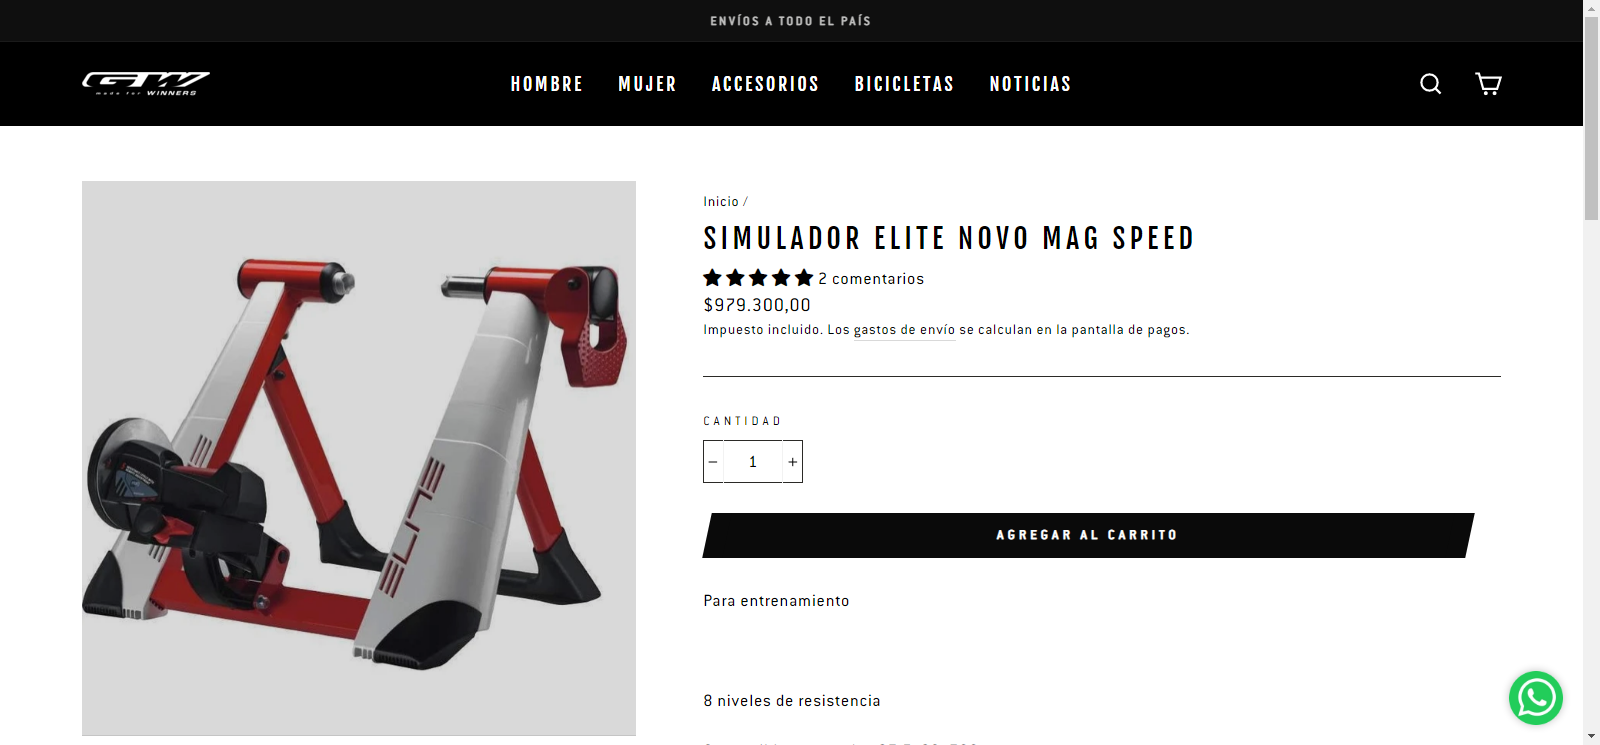 ENVÍOS A TODO EL PAÍS
GW
made for WINNERS
HOMBRE MUJER ACCESORIOS BICICLETAS NOTICIAS
Inicio /
SIMULADOR ELITE NOVO MAG SPEED
2 comentarios
$979.300,00
Impuesto incluido. Los gastos de envío se calculan en la pantalla de pagos.
CANTIDAD
− 1 +
AGREGAR AL CARRITO
Para entrenamiento
8 niveles de resistencia
ELITE